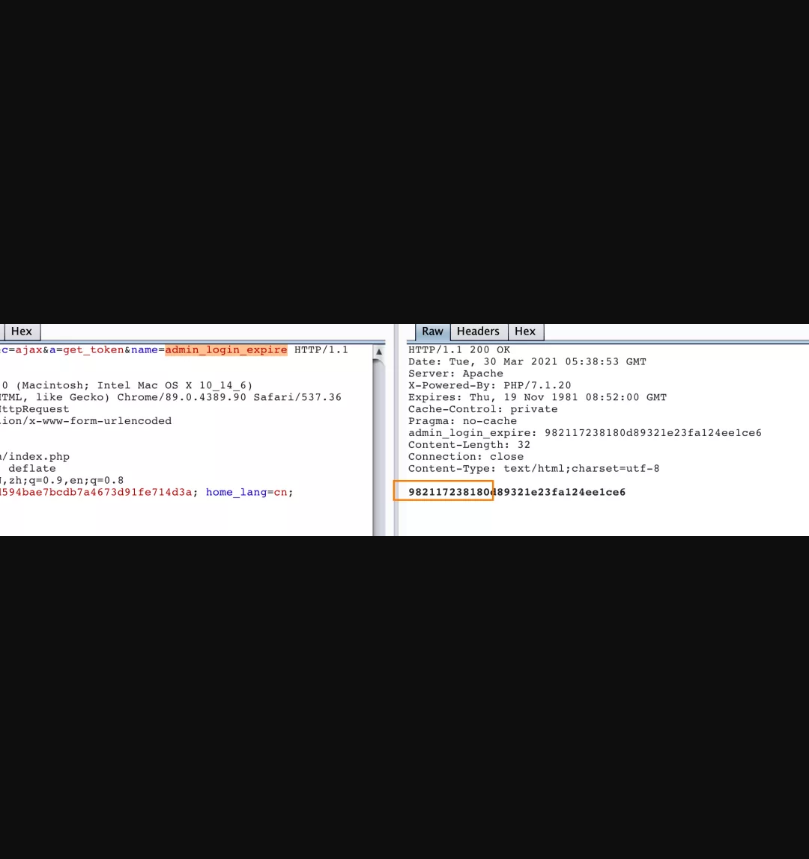 Hex
c=ajax&a=get_token&name=admin_login_expire HTTP/1.1
0 (Macintosh; Intel Mac OS X 10_14_6)
HTML, like Gecko) Chrome/89.0.4389.90 Safari/537.36
HttpRequest
ion/x-www-form-urlencoded
/index.php
deflate
,zh;q=0.9,en;q=0.8
594bae7bcdb7a4673d91fe714d3a; home_lang=cn;
Raw Headers Hex
HTTP/1.1 200 OK
Date: Tue, 30 Mar 2021 05:38:53 GMT
Server: Apache
X-Powered-By: PHP/7.1.20
Expires: Thu, 19 Nov 1981 08:52:00 GMT
Cache-Control: private
Pragma: no-cache
admin_login_expire: 982117238180d89321e23fa124ee1ce6
Content-Length: 32
Connection: close
Content-Type: text/html;charset=utf-8
982117238180d89321e23fa124ee1ce6